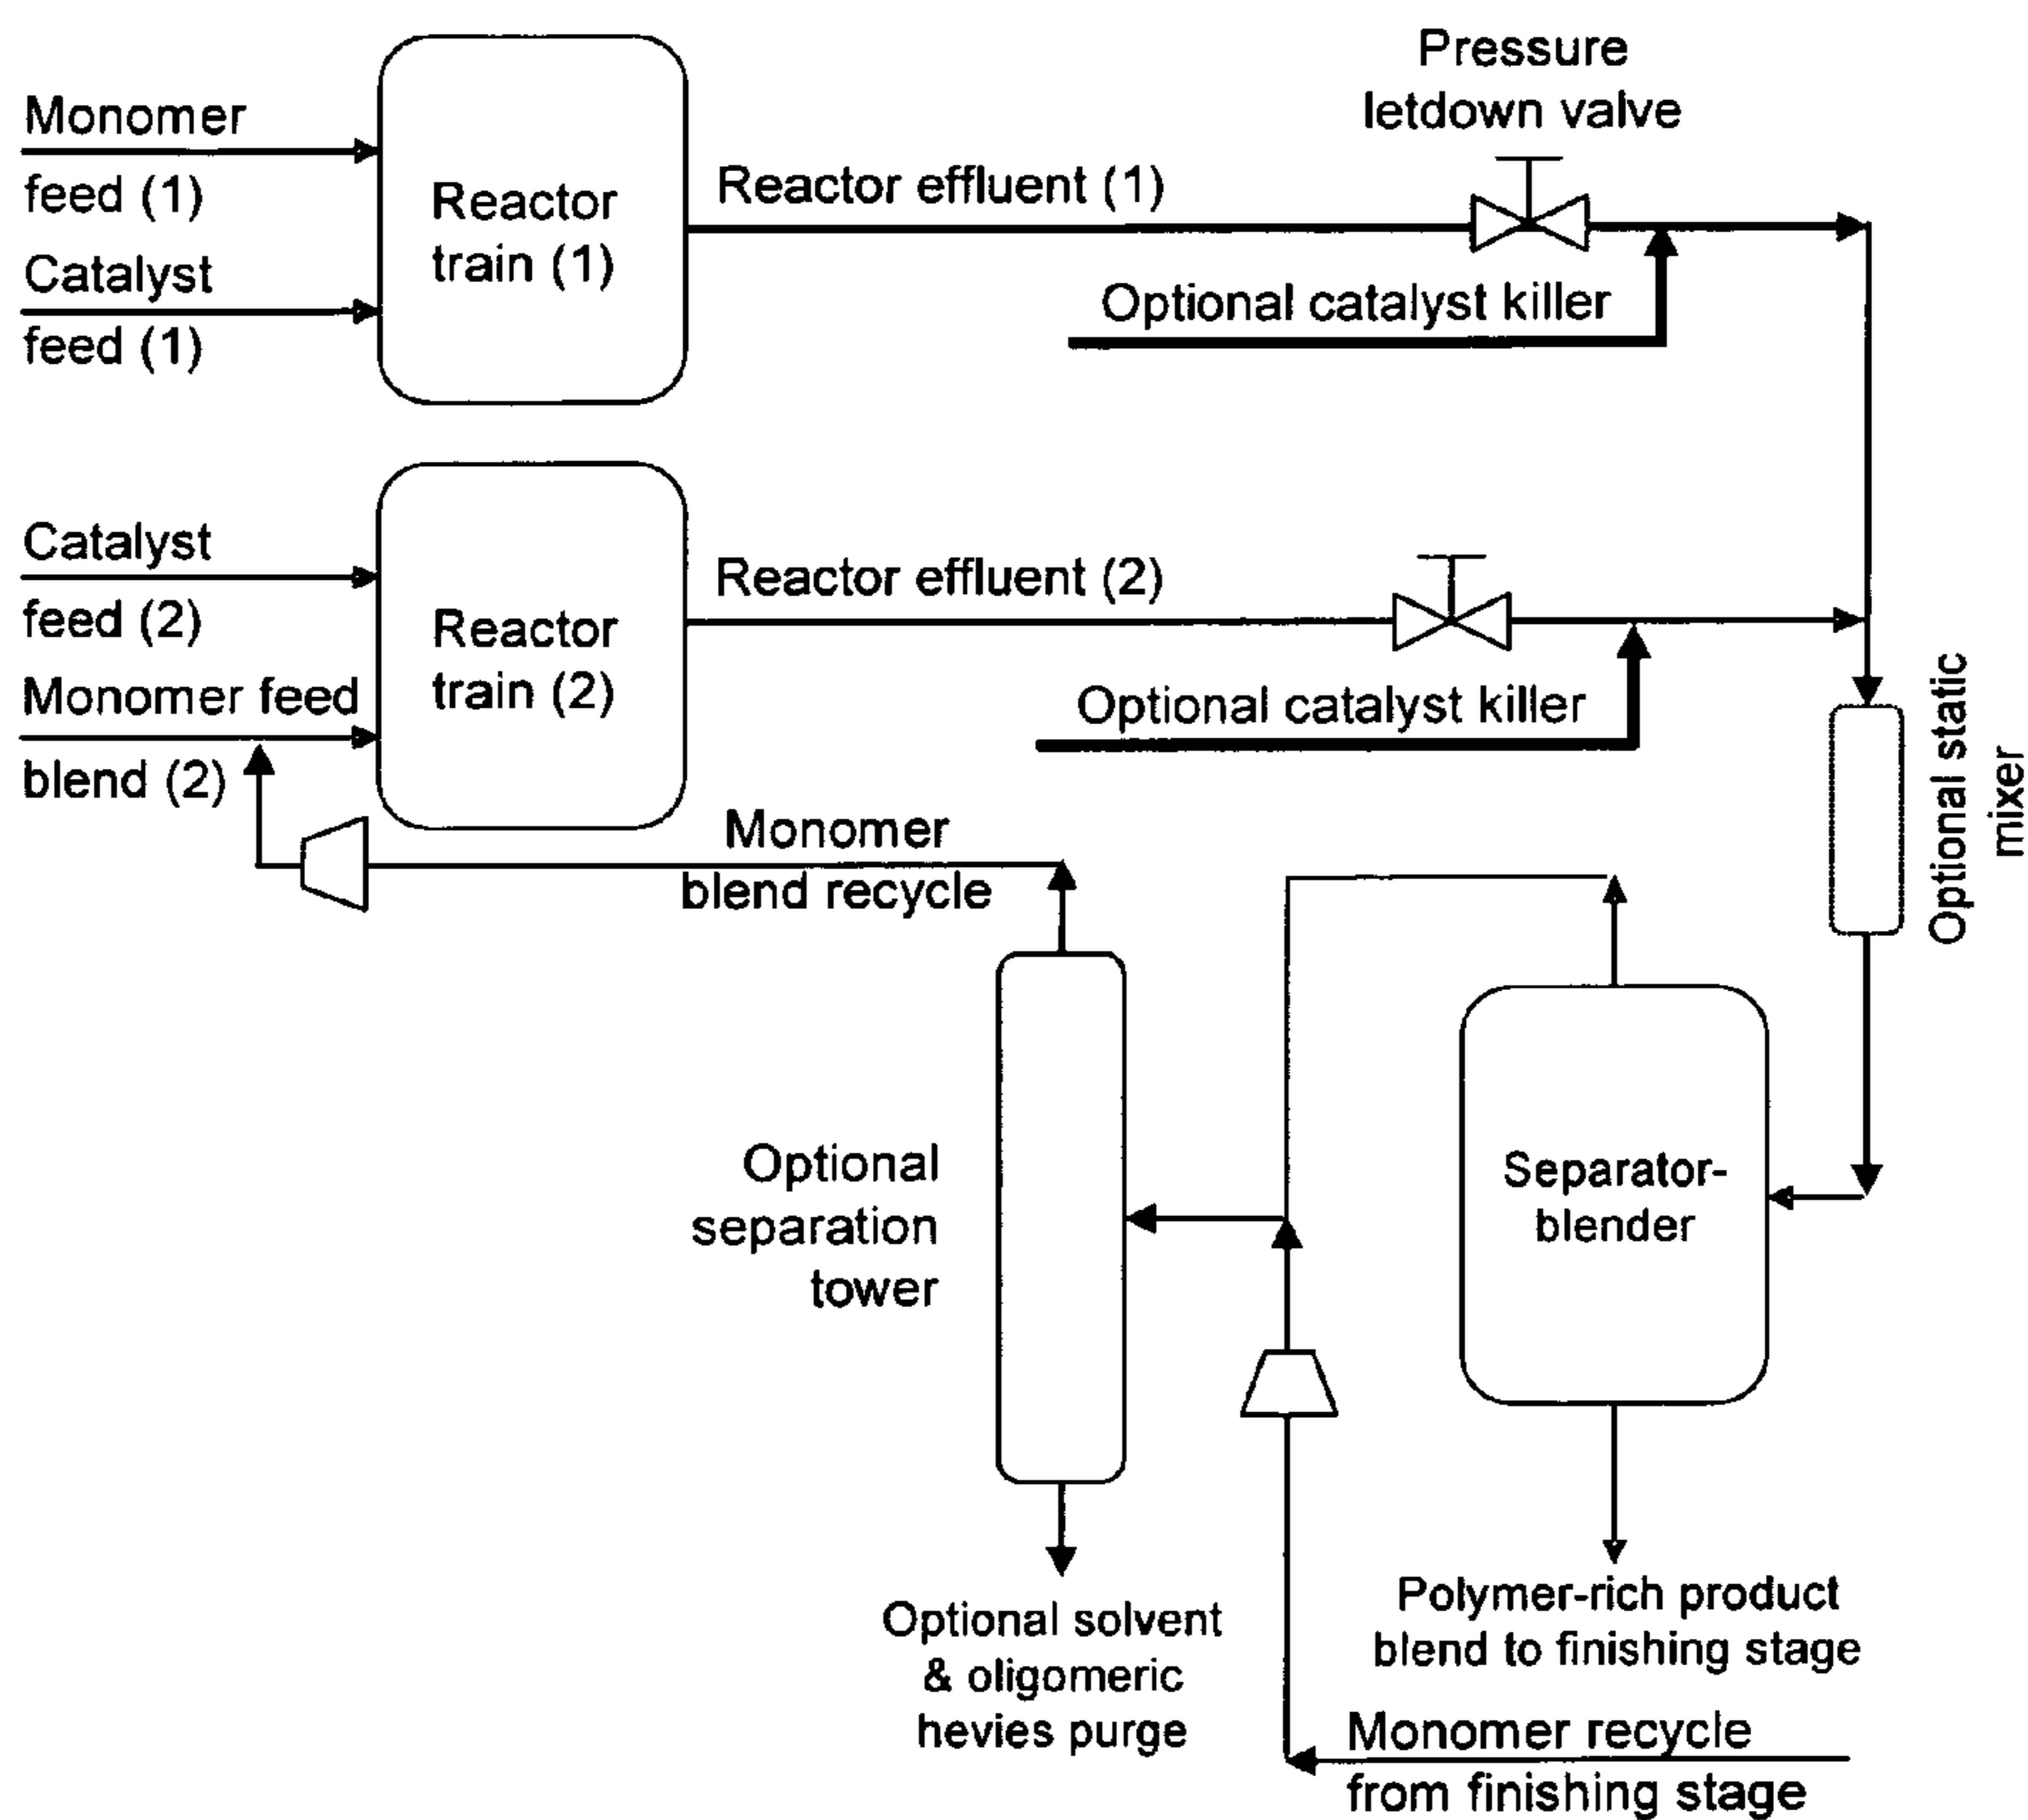 Pressure
letdown valve
Monomer
feed (1)
Catalyst
feed (1)
Reactor
train (1)
Reactor effluent (1)
Optional catalyst killer
Catalyst
feed (2)
Monomer feed
blend (2)
Reactor
train (2)
Reactor effluent (2)
Optional catalyst killer
Optional static
mixer
Monomer
blend recycle
Optional
separation
tower
Separator-
blender
Optional solvent
& oligomeric
hevies purge
Polymer-rich product
blend to finishing stage
Monomer recycle
from finishing stage